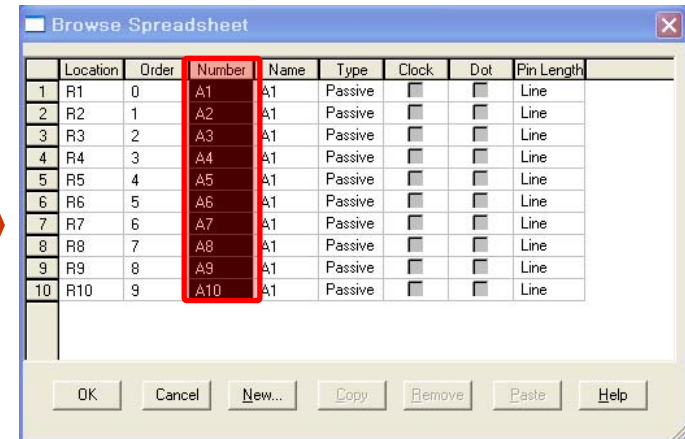 Browse Spreadsheet
Location Order Number Name Type Clock Dot Pin Length
1 R1 0 A1 A1 Passive Line
2 R2 1 A2 A1 Passive Line
3 R3 2 A3 A1 Passive Line
4 R4 3 A4 A1 Passive Line
5 R5 4 A5 A1 Passive Line
6 R6 5 A6 A1 Passive Line
7 R7 6 A7 A1 Passive Line
8 R8 7 A8 A1 Passive Line
9 R9 8 A9 A1 Passive Line
10 R10 9 A10 A1 Passive Line
OK Cancel New... Copy Remove Paste Help